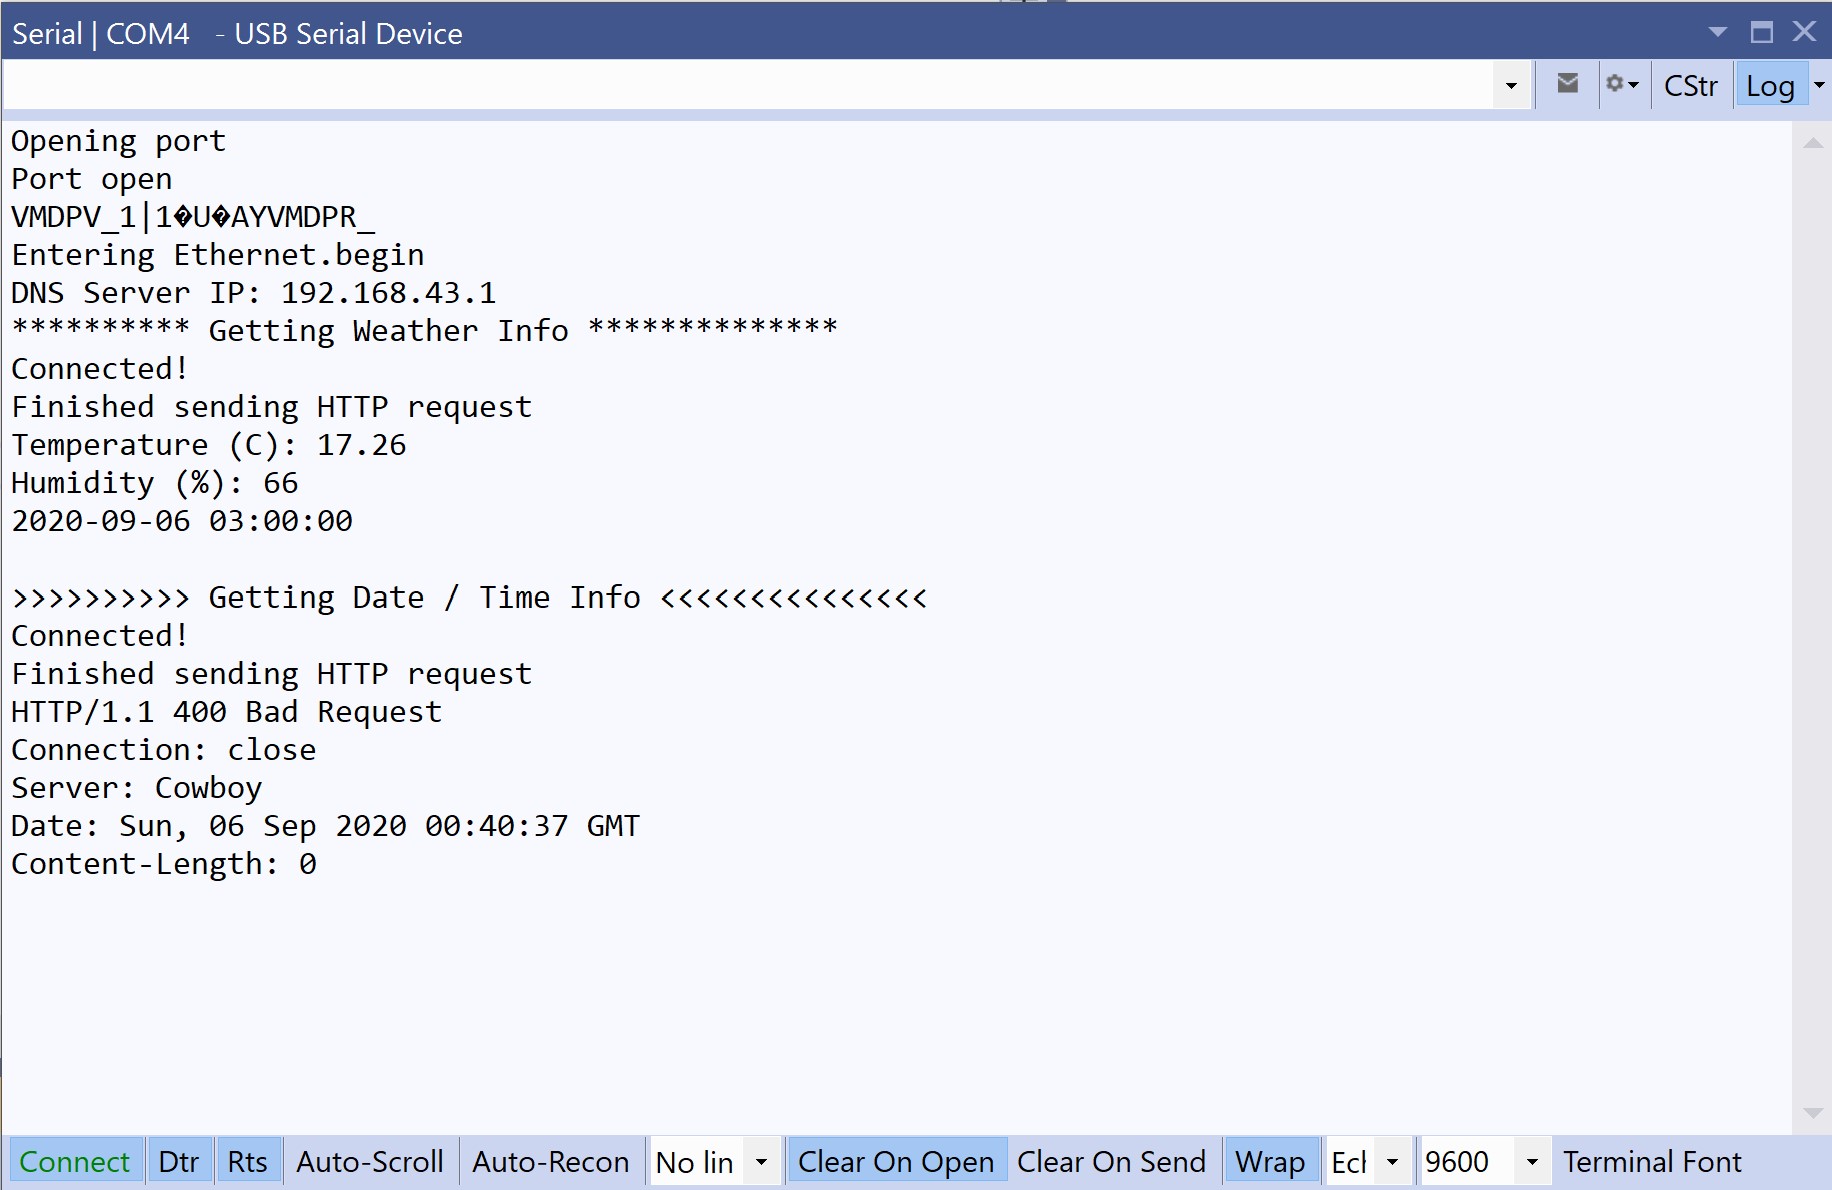 Serial | COM4 - USB Serial Device
CStr Log
Opening port
Port open
VMDPV_1|1�U�AYVMDPR_
Entering Ethernet.begin
DNS Server IP: 192.168.43.1
********** Getting Weather Info **************
Connected!
Finished sending HTTP request
Temperature (C): 17.26
Humidity (%): 66
2020-09-06 03:00:00
>>>>>>>>>> Getting Date / Time Info <<<<<<<<<<<<<<<
Connected!
Finished sending HTTP request
HTTP/1.1 400 Bad Request
Connection: close
Server: Cowboy
Date: Sun, 06 Sep 2020 00:40:37 GMT
Content-Length: 0
Connect Dtr Rts Auto-Scroll Auto-Recon No lin Clear On Open Clear On Send Wrap Ech 9600 Terminal Font